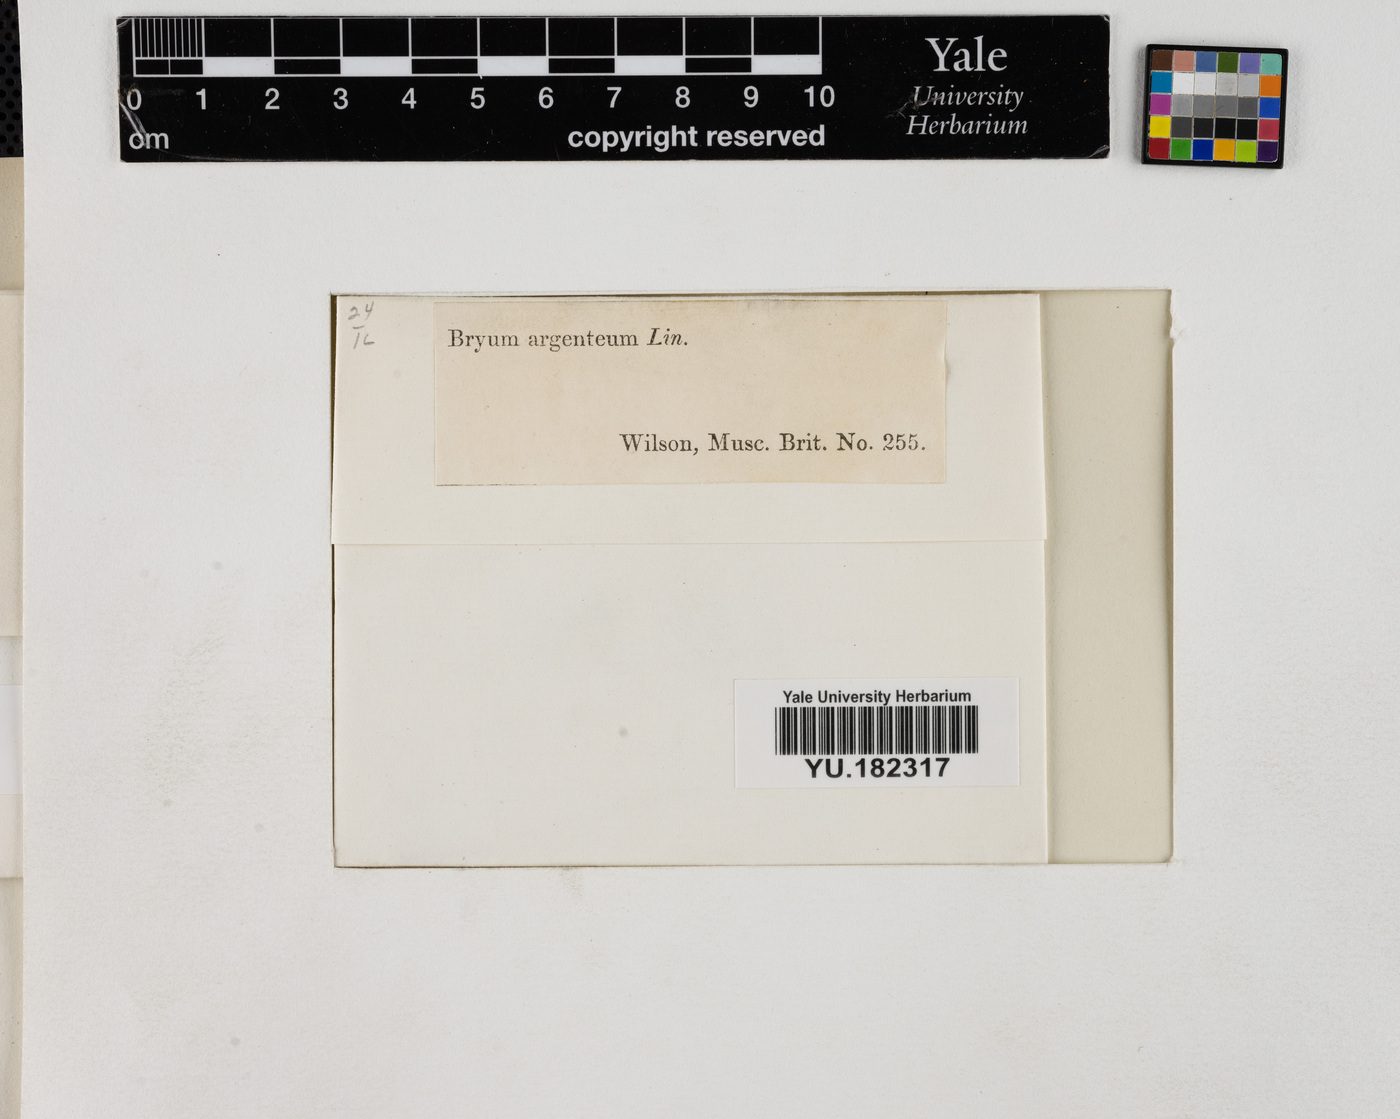 0 1 2 3 4 5 6 7 8 9 10
cm
copyright reserved
Yale
University
Herbarium
24
Bryum argenteum Lin.
Wilson, Musc. Brit. No. 255.
Yale University Herbarium
YU.182317